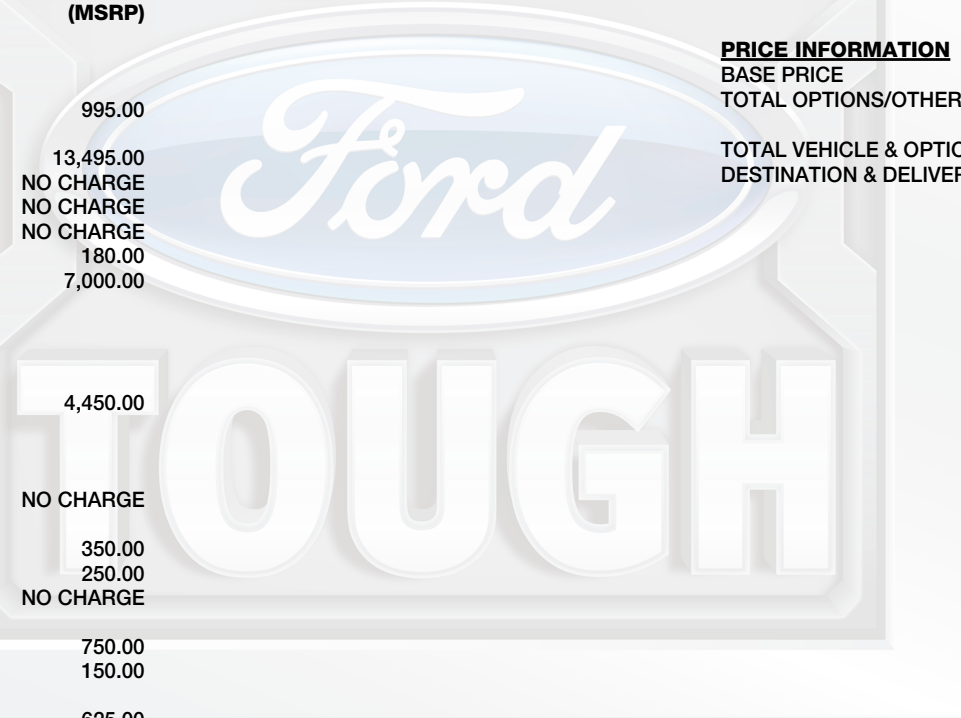 (MSRP)
995.00
13,495.00
NO CHARGE
NO CHARGE
NO CHARGE
180.00
7,000.00
4,450.00
NO CHARGE
350.00
250.00
NO CHARGE
750.00
150.00
625.00
PRICE INFORMATION
BASE PRICE
TOTAL OPTIONS/OTHER
TOTAL VEHICLE & OPTIO
DESTINATION & DELIVER
Ford
TOUGH